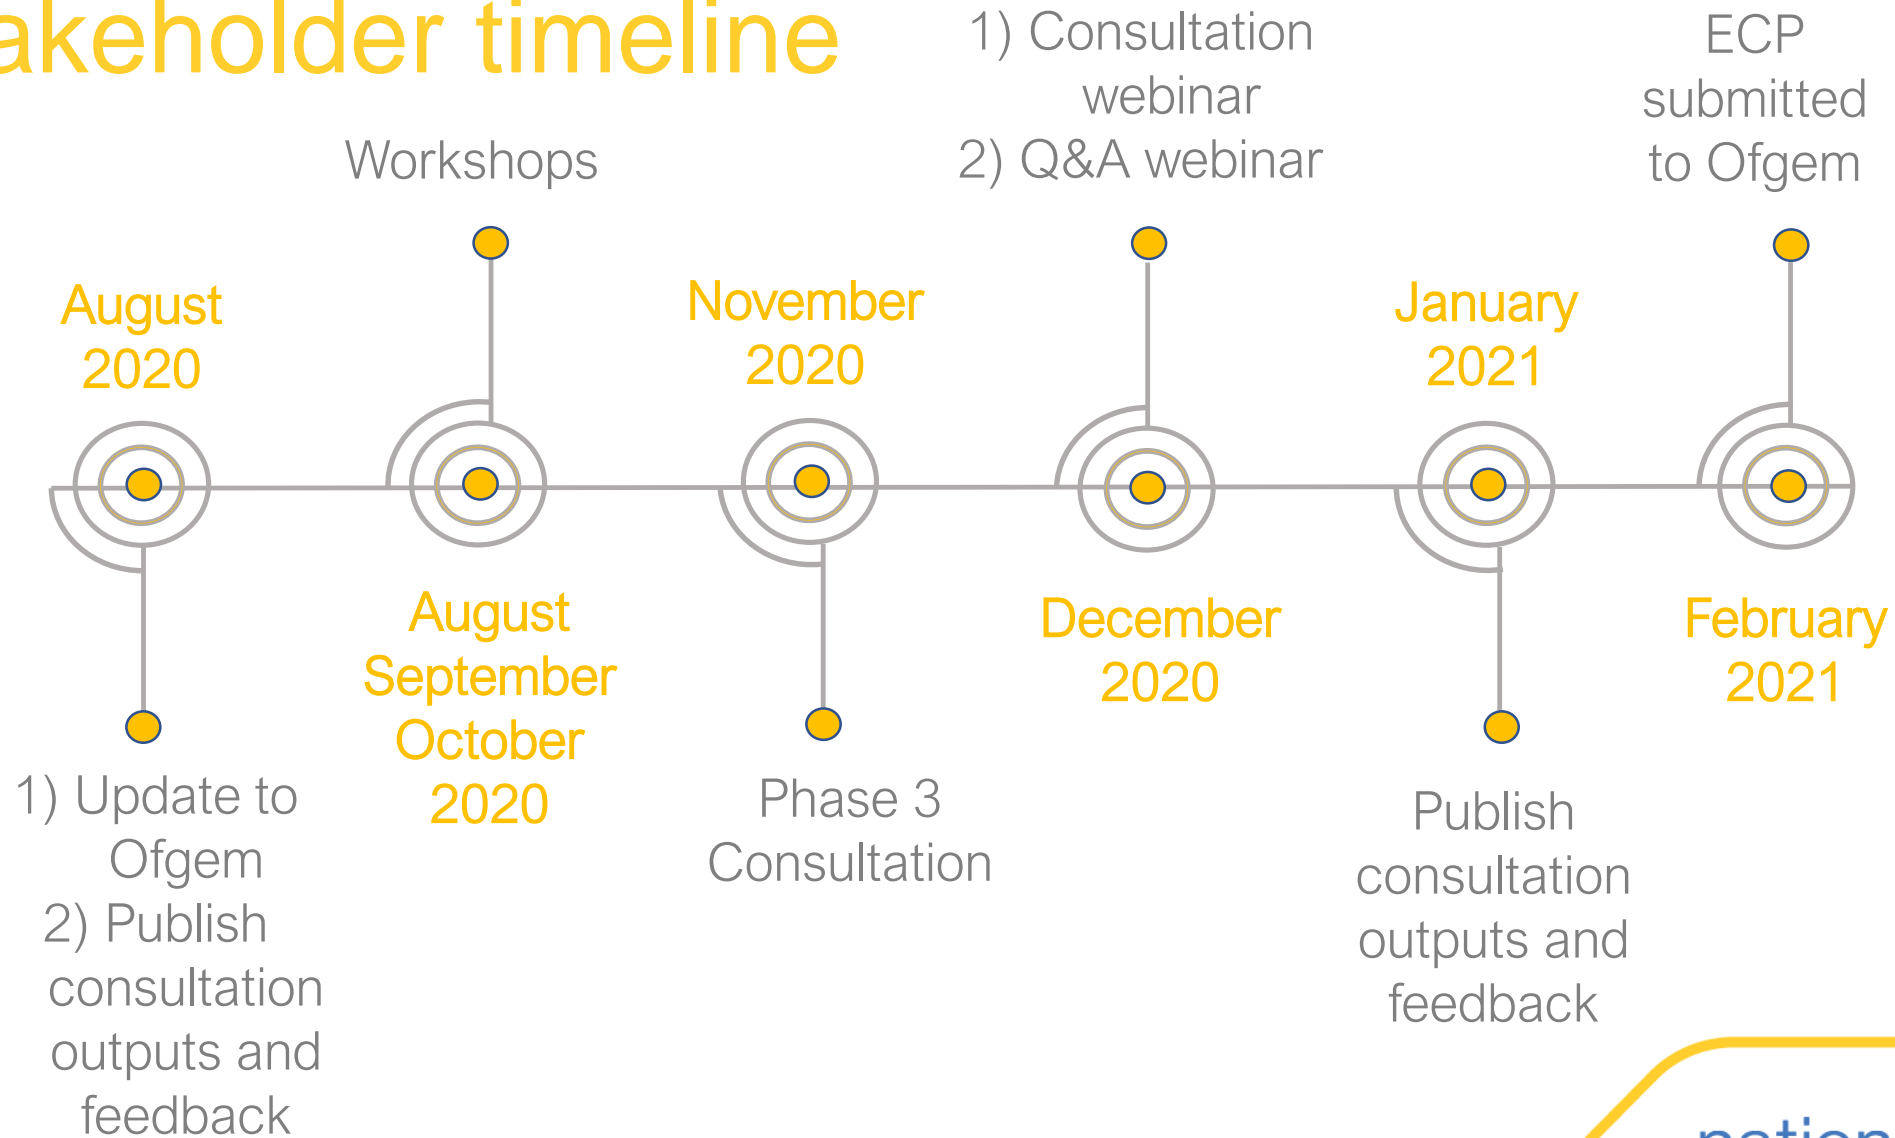 akeholder timeline
1) Consultation
webinar
2) Q&A webinar
ECP
submitted
to Ofgem
Workshops
August
2020
November
2020
January
2021
August
September
October
2020
December
2020
February
2021
1) Update to
Ofgem
2) Publish
consultation
outputs and
feedback
Phase 3
Consultation
Publish
consultation
outputs and
feedback